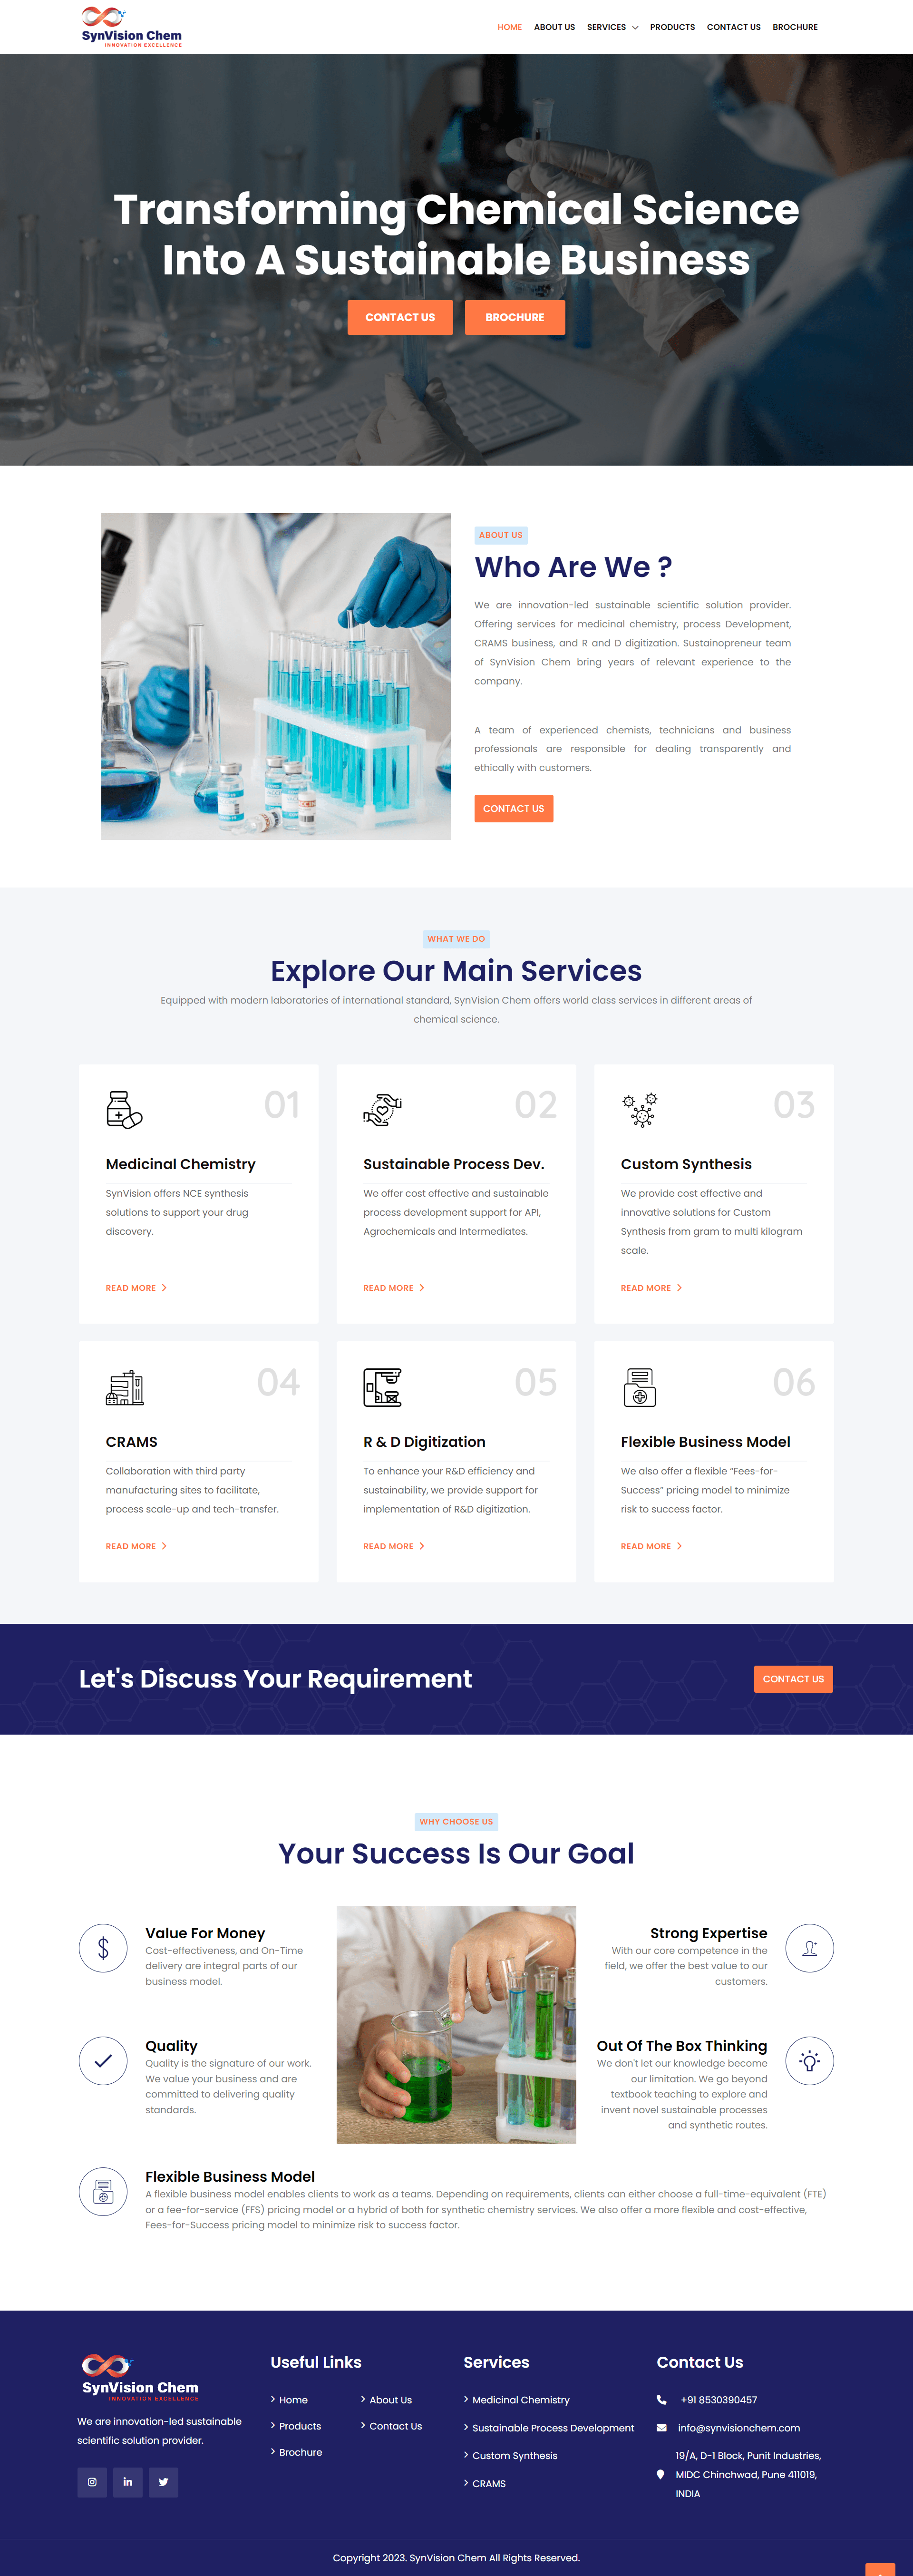 SynVision Chem
INNOVATION EXCELLENCE
HOME
ABOUT US
SERVICES
PRODUCTS
CONTACT US
BROCHURE
Transforming Chemical Science
Into A Sustainable Business
CONTACT US
BROCHURE
ABOUT US
Who Are We ?
We are innovation-led sustainable scientific solution provider.
Offering services for medicinal chemistry, process Development,
CRAMS business, and R and D digitization. Sustainopreneur team
of SynVision Chem bring years of relevant experience to the
company.
A team of experienced chemists, technicians and business
professionals are responsible for dealing transparently and
ethically with customers.
CONTACT US
WHAT WE DO
Explore Our Main Services
Equipped with modern laboratories of international standard, SynVision Chem offers world class services in different areas of
chemical science.
01
Medicinal Chemistry
SynVision offers NCE synthesis
solutions to support your drug
discovery.
READ MORE
02
Sustainable Process Dev.
We offer cost effective and sustainable
process development support for API,
Agrochemicals and Intermediates.
READ MORE
03
Custom Synthesis
We provide cost effective and
innovative solutions for Custom
Synthesis from gram to multi kilogram
scale.
READ MORE
04
CRAMS
Collaboration with third party
manufacturing sites to facilitate,
process scale-up and tech-transfer.
READ MORE
05
R & D Digitization
To enhance your R&D efficiency and
sustainability, we provide support for
implementation of R&D digitization.
READ MORE
06
Flexible Business Model
We also offer a flexible “Fees-for-
Success” pricing model to minimize
risk to success factor.
READ MORE
Let's Discuss Your Requirement
CONTACT US
WHY CHOOSE US
Your Success Is Our Goal
Value For Money
Cost-effectiveness, and On-Time
delivery are integral parts of our
business model.
Quality
Quality is the signature of our work.
We value your business and are
committed to delivering quality
standards.
Strong Expertise
With our core competence in the
field, we offer the best value to our
customers.
Out Of The Box Thinking
We don't let our knowledge become
our limitation. We go beyond
textbook teaching to explore and
invent novel sustainable processes
and synthetic routes.
Flexible Business Model
A flexible business model enables clients to work as a teams. Depending on requirements, clients can either choose a full-time-equivalent (FTE)
or a fee-for-service (FFS) pricing model or a hybrid of both for synthetic chemistry services. We also offer a more flexible and cost-effective,
Fees-for-Success pricing model to minimize risk to success factor.
SynVision Chem
INNOVATION EXCELLENCE
We are innovation-led sustainable
scientific solution provider.
Useful Links
Home
About Us
Products
Contact Us
Brochure
Services
Medicinal Chemistry
Sustainable Process Development
Custom Synthesis
CRAMS
Contact Us
+91 8530390457
info@synvisionchem.com
19/A, D-1 Block, Punit Industries,
MIDC Chinchwad, Pune 411019,
INDIA
Copyright 2023. SynVision Chem All Rights Reserved.